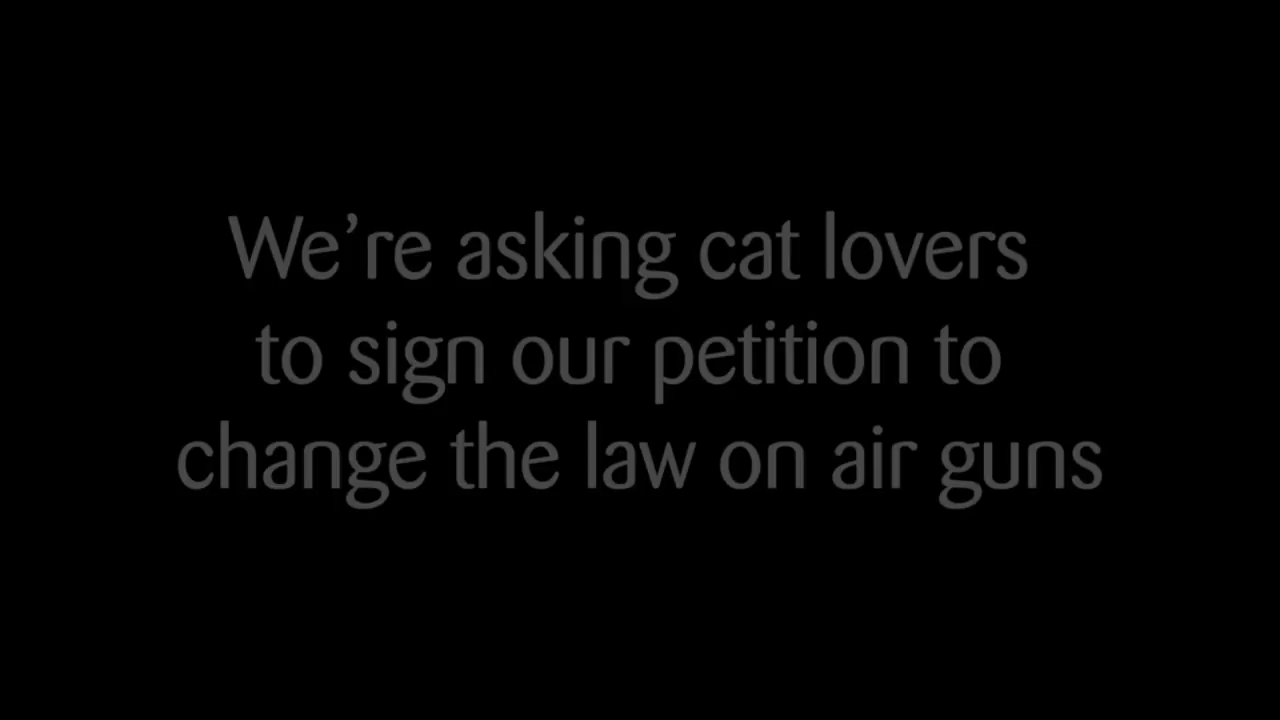 We’re asking cat lovers
to sign our petition to
change the law on air guns